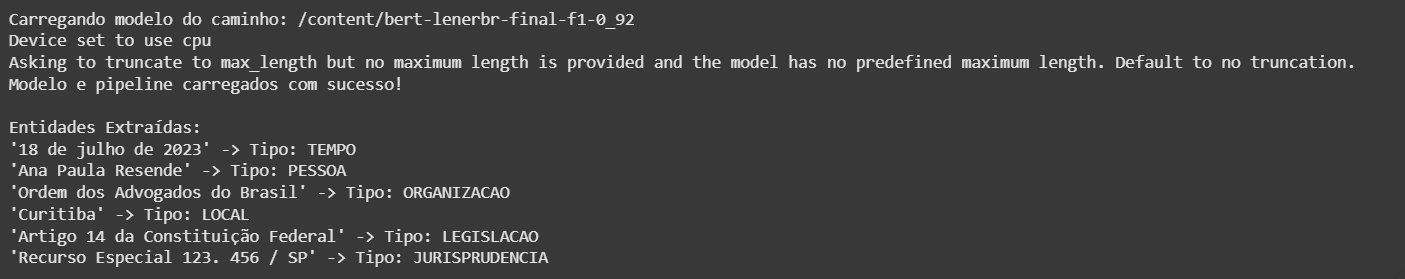 Carregando modelo do caminho: /content/bert-lenerbr-final-f1-0_92
Device set to use cpu
Asking to truncate to max_length but no maximum length is provided and the model has no predefined maximum length. Default to no truncation.
Modelo e pipeline carregados com sucesso!
Entidades Extraídas:
'18 de julho de 2023' -> Tipo: TEMPO
'Ana Paula Resende' -> Tipo: PESSOA
'Ordem dos Advogados do Brasil' -> Tipo: ORGANIZACAO
'Curitiba' -> Tipo: LOCAL
'Artigo 14 da Constituição Federal' -> Tipo: LEGISLACAO
'Recurso Especial 123. 456 / SP' -> Tipo: JURISPRUDENCIA